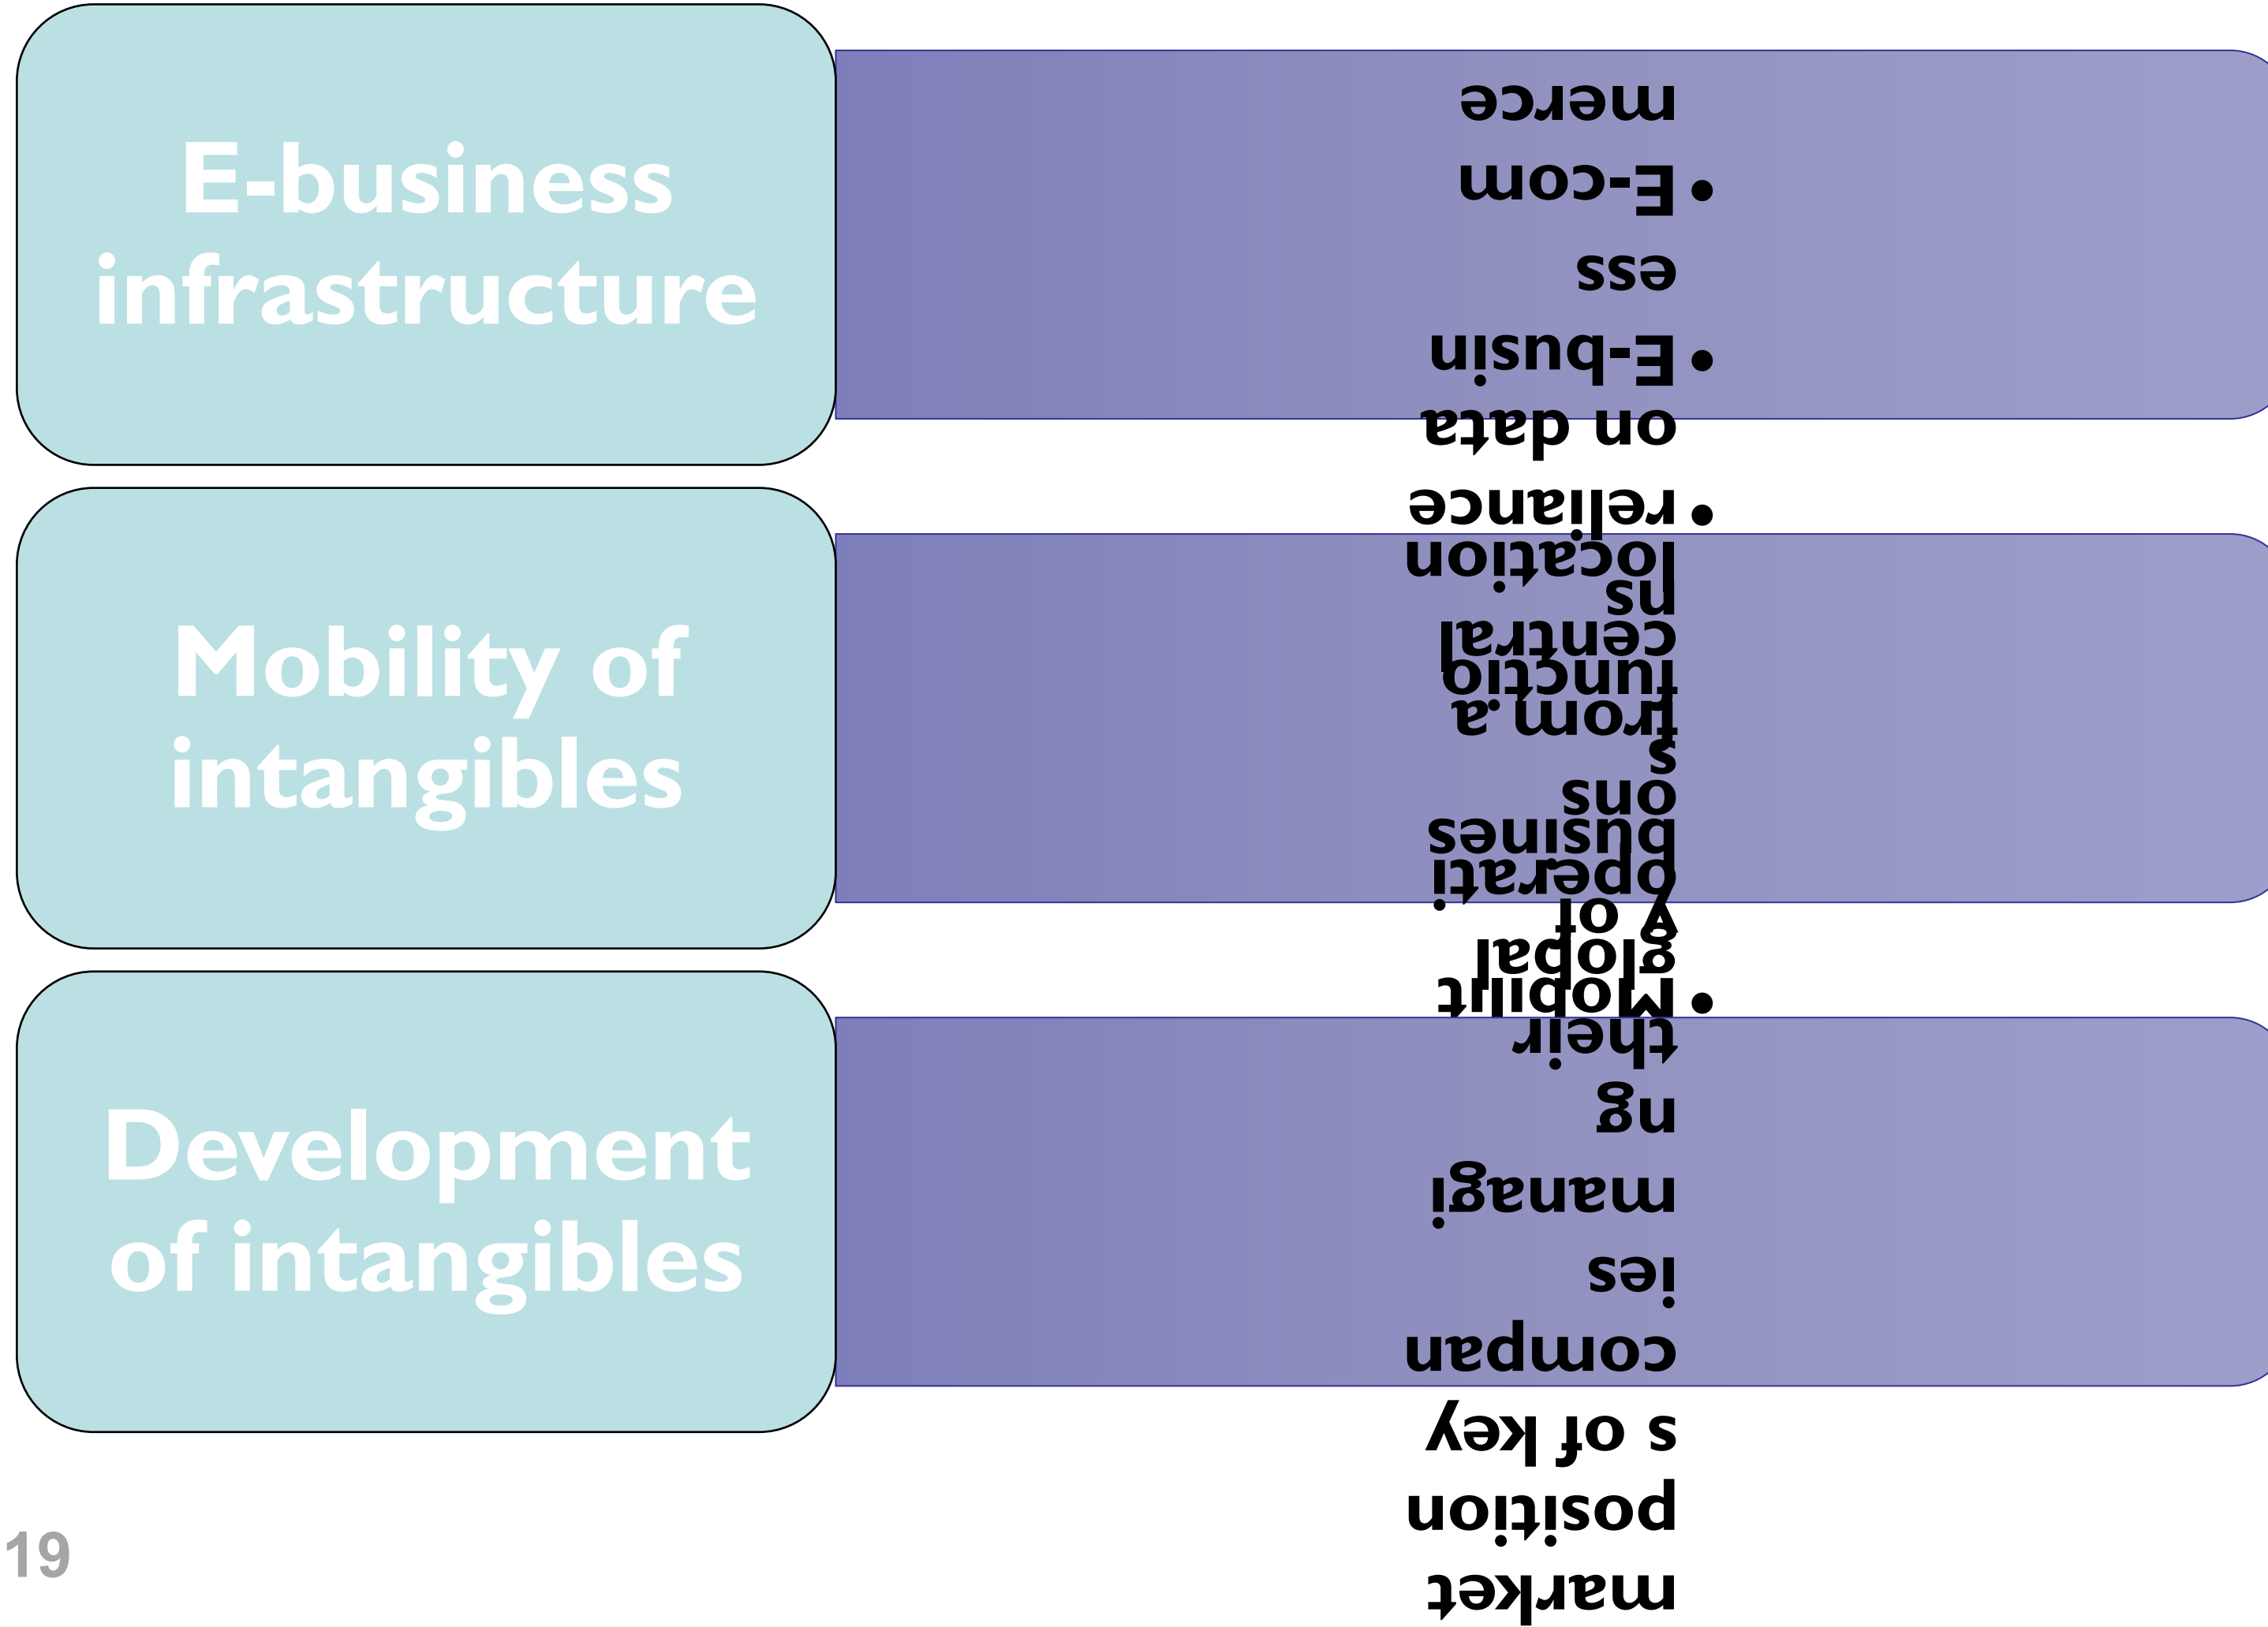 E-business
infrastructure
• E-busin
ess
• E-com
merce
Mobility of
intangibles
• Mobilit
y of
busines
s
functio
ns
• reliance
on data
Development
of intangibles
market
position
s of key
compan
ies
managi
ng
their
global
operati
ons
from a
central
location
19